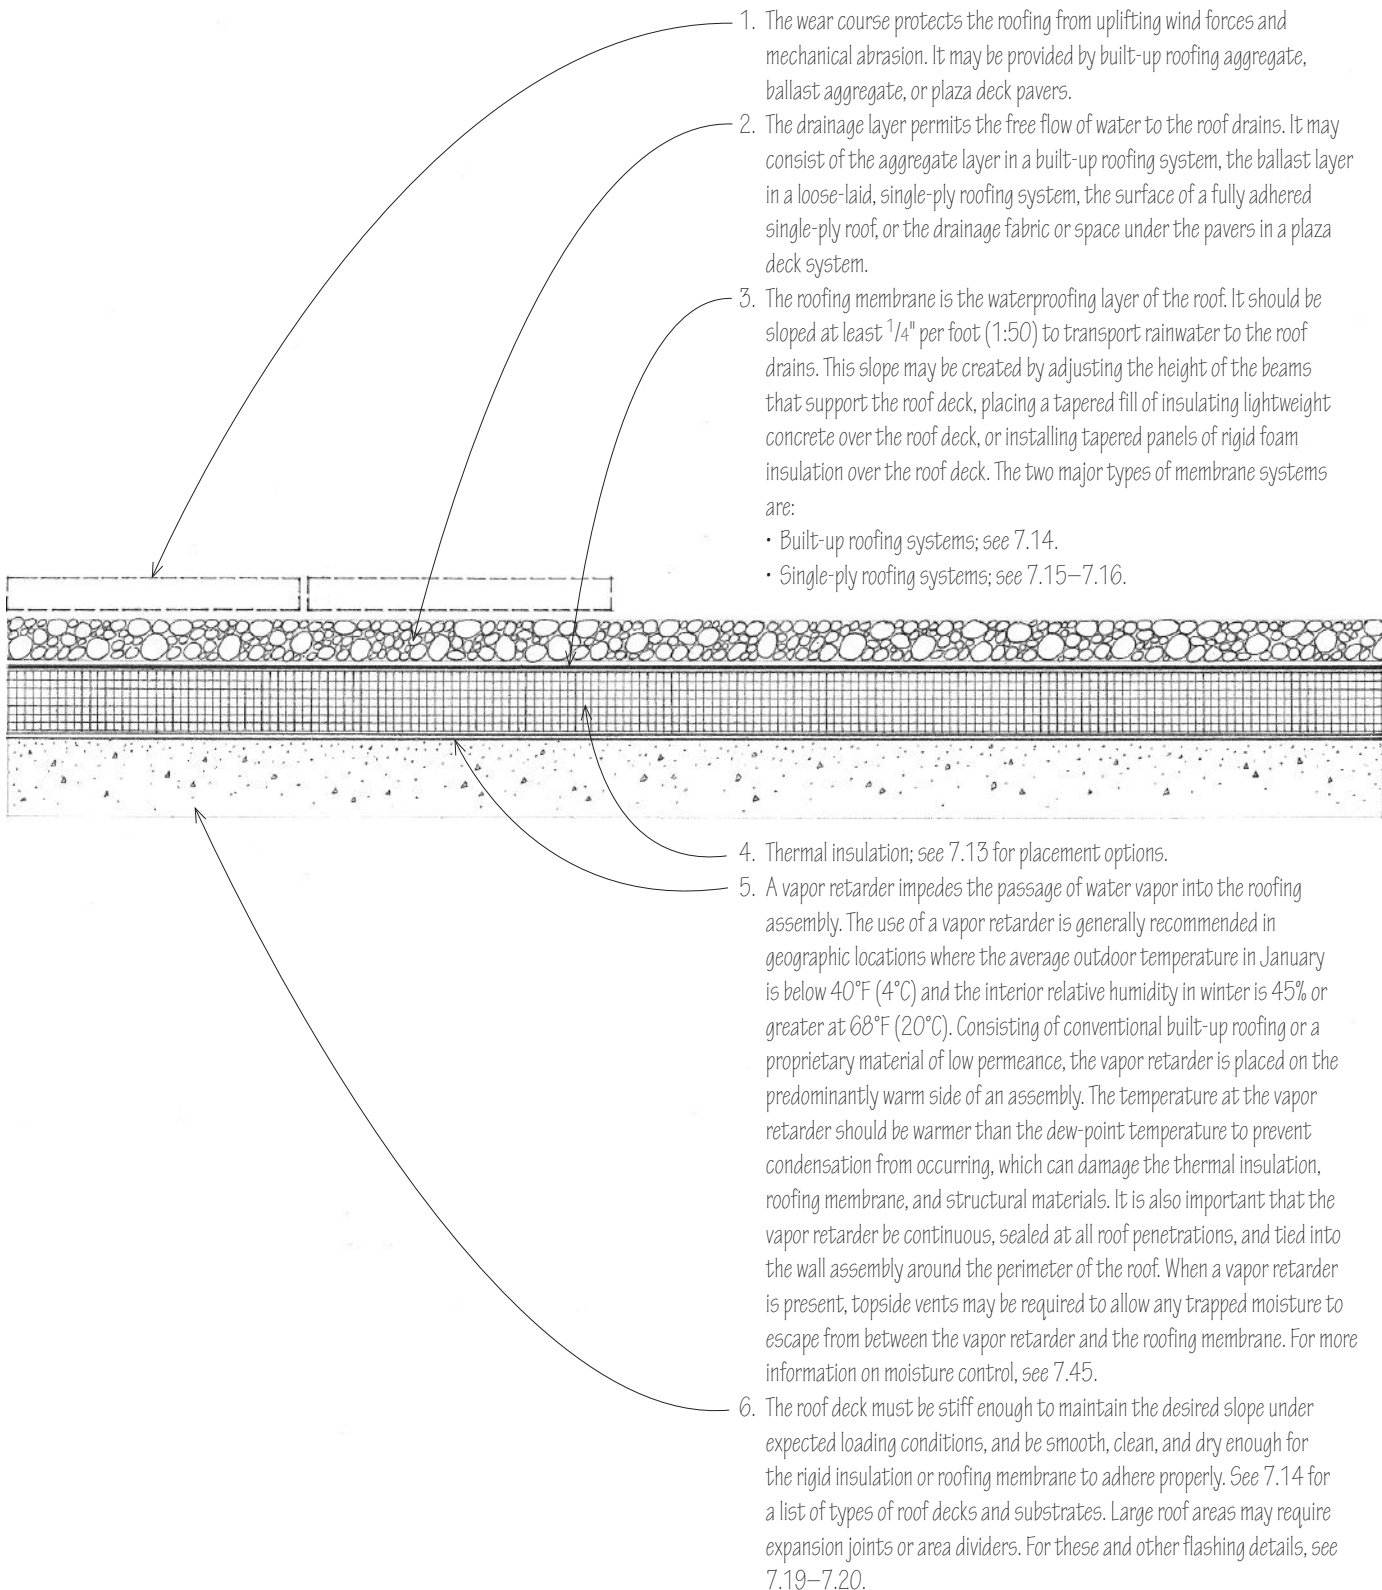 1. The wear course protects the roofing from uplifting wind forces and
mechanical abrasion. It may be provided by built-up roofing aggregate,
ballast aggregate, or plaza deck pavers.
2. The drainage layer permits the free flow of water to the roof drains. It may
consist of the aggregate layer in a built-up roofing system, the ballast layer
in a loose-laid, single-ply roofing system, the surface of a fully adhered
single-ply roof, or the drainage fabric or space under the pavers in a plaza
deck system.
3. The roofing membrane is the waterproofing layer of the roof. It should be
sloped at least 1/4" per foot (1:50) to transport rainwater to the roof
drains. This slope may be created by adjusting the height of the beams
that support the roof deck, placing a tapered fill of insulating lightweight
concrete over the roof deck, or installing tapered panels of rigid foam
insulation over the roof deck. The two major types of membrane systems
are:
• Built-up roofing systems; see 7.14.
• Single-ply roofing systems; see 7.15–7.16.
4. Thermal insulation; see 7.13 for placement options.
5. A vapor retarder impedes the passage of water vapor into the roofing
assembly. The use of a vapor retarder is generally recommended in
geographic locations where the average outdoor temperature in January
is below 40°F (4°C) and the interior relative humidity in winter is 45% or
greater at 68°F (20°C). Consisting of conventional built-up roofing or a
proprietary material of low permeance, the vapor retarder is placed on the
predominantly warm side of an assembly. The temperature at the vapor
retarder should be warmer than the dew-point temperature to prevent
condensation from occurring, which can damage the thermal insulation,
roofing membrane, and structural materials. It is also important that the
vapor retarder be continuous, sealed at all roof penetrations, and tied into
the wall assembly around the perimeter of the roof. When a vapor retarder
is present, topside vents may be required to allow any trapped moisture to
escape from between the vapor retarder and the roofing membrane. For more
information on moisture control, see 7.45.
6. The roof deck must be stiff enough to maintain the desired slope under
expected loading conditions, and be smooth, clean, and dry enough for
the rigid insulation or roofing membrane to adhere properly. See 7.14 for
a list of types of roof decks and substrates. Large roof areas may require
expansion joints or area dividers. For these and other flashing details, see
7.19–7.20.